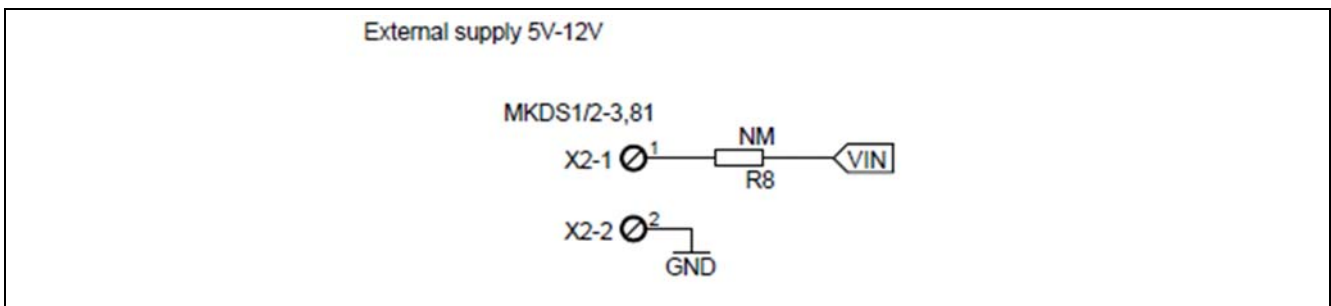 External supply 5V-12V
MKDS1/2-3,81
NM
X2-1 1 VIN
R8
X2-2 2
GND